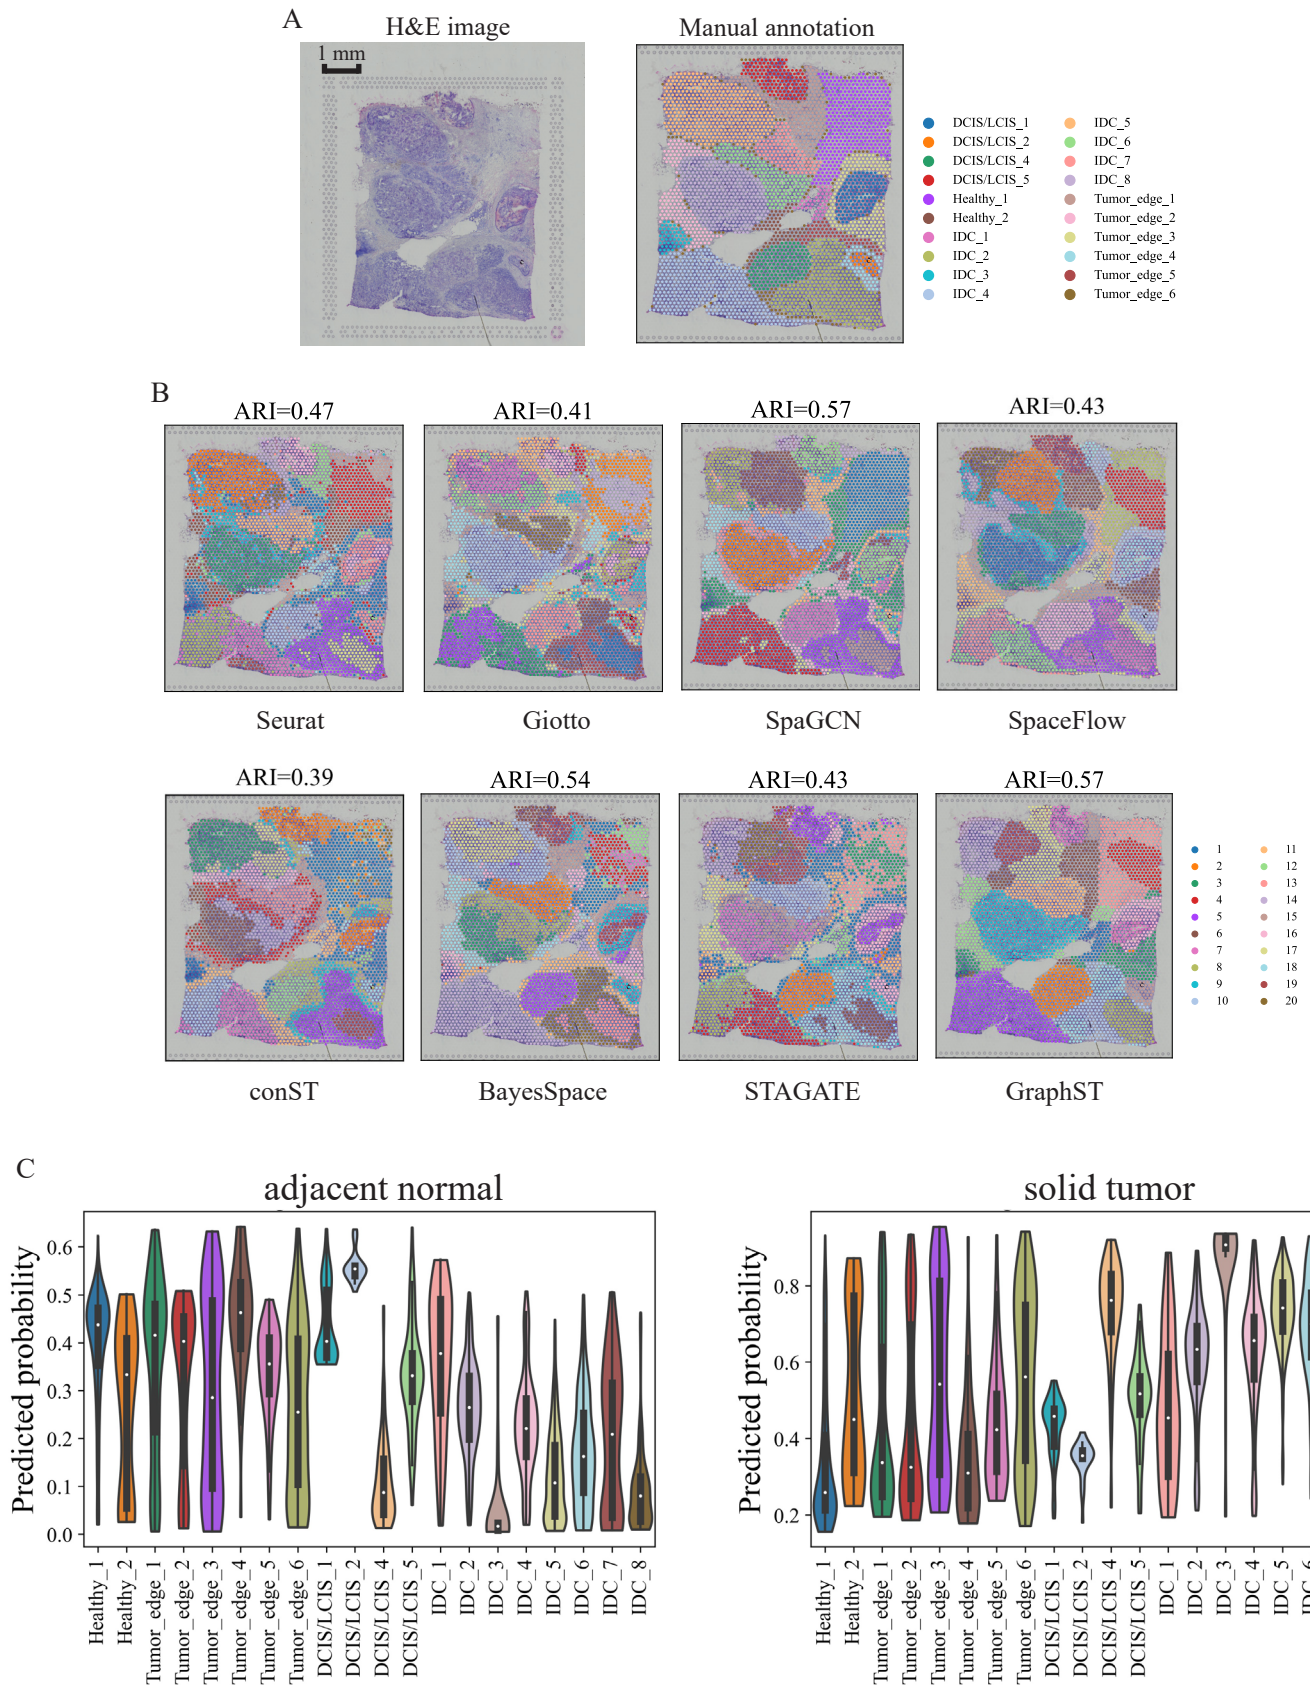 A
H&E image
Manual annotation
1 mm
DCIS/LCIS_1
DCIS/LCIS_2
DCIS/LCIS_4
DCIS/LCIS_5
Healthy_1
Healthy_2
IDC_1
IDC_2
IDC_3
IDC_4
IDC_5
IDC_6
IDC_7
IDC_8
Tumor_edge_1
Tumor_edge_2
Tumor_edge_3
Tumor_edge_4
Tumor_edge_5
Tumor_edge_6
B
ARI=0.47
ARI=0.41
ARI=0.57
ARI=0.43
Seurat
Giotto
SpaGCN
SpaceFlow
ARI=0.39
ARI=0.54
ARI=0.43
ARI=0.57
conST
BayesSpace
STAGATE
GraphST
1
2
3
4
5
6
7
8
9
10
11
12
13
14
15
16
17
18
19
20
C
adjacent normal
Predicted probability
0.6
0.5
0.4
0.3
0.2
0.1
0.0
Healthy_1
Healthy_2
Tumor_edge_1
Tumor_edge_2
Tumor_edge_3
Tumor_edge_4
Tumor_edge_5
Tumor_edge_6
DCIS/LCIS_1
DCIS/LCIS_2
DCIS/LCIS_4
DCIS/LCIS_5
IDC_1
IDC_2
IDC_3
IDC_4
IDC_5
IDC_6
IDC_7
IDC_8
solid tumor
Predicted probability
0.8
0.6
0.4
0.2
Healthy_1
Healthy_2
Tumor_edge_1
Tumor_edge_2
Tumor_edge_3
Tumor_edge_4
Tumor_edge_5
Tumor_edge_6
DCIS/LCIS_1
DCIS/LCIS_2
DCIS/LCIS_4
DCIS/LCIS_5
IDC_1
IDC_2
IDC_3
IDC_4
IDC_5
IDC_6